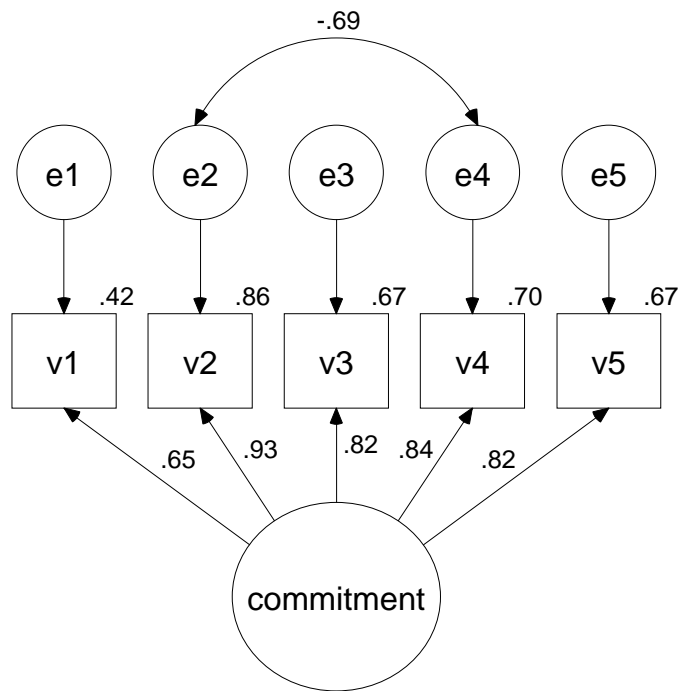 -.69
e1 e2 e3 e4 e5
.42 .86 .67 .70 .67
v1 v2 v3 v4 v5
.65 .93 .82 .84 .82
commitment